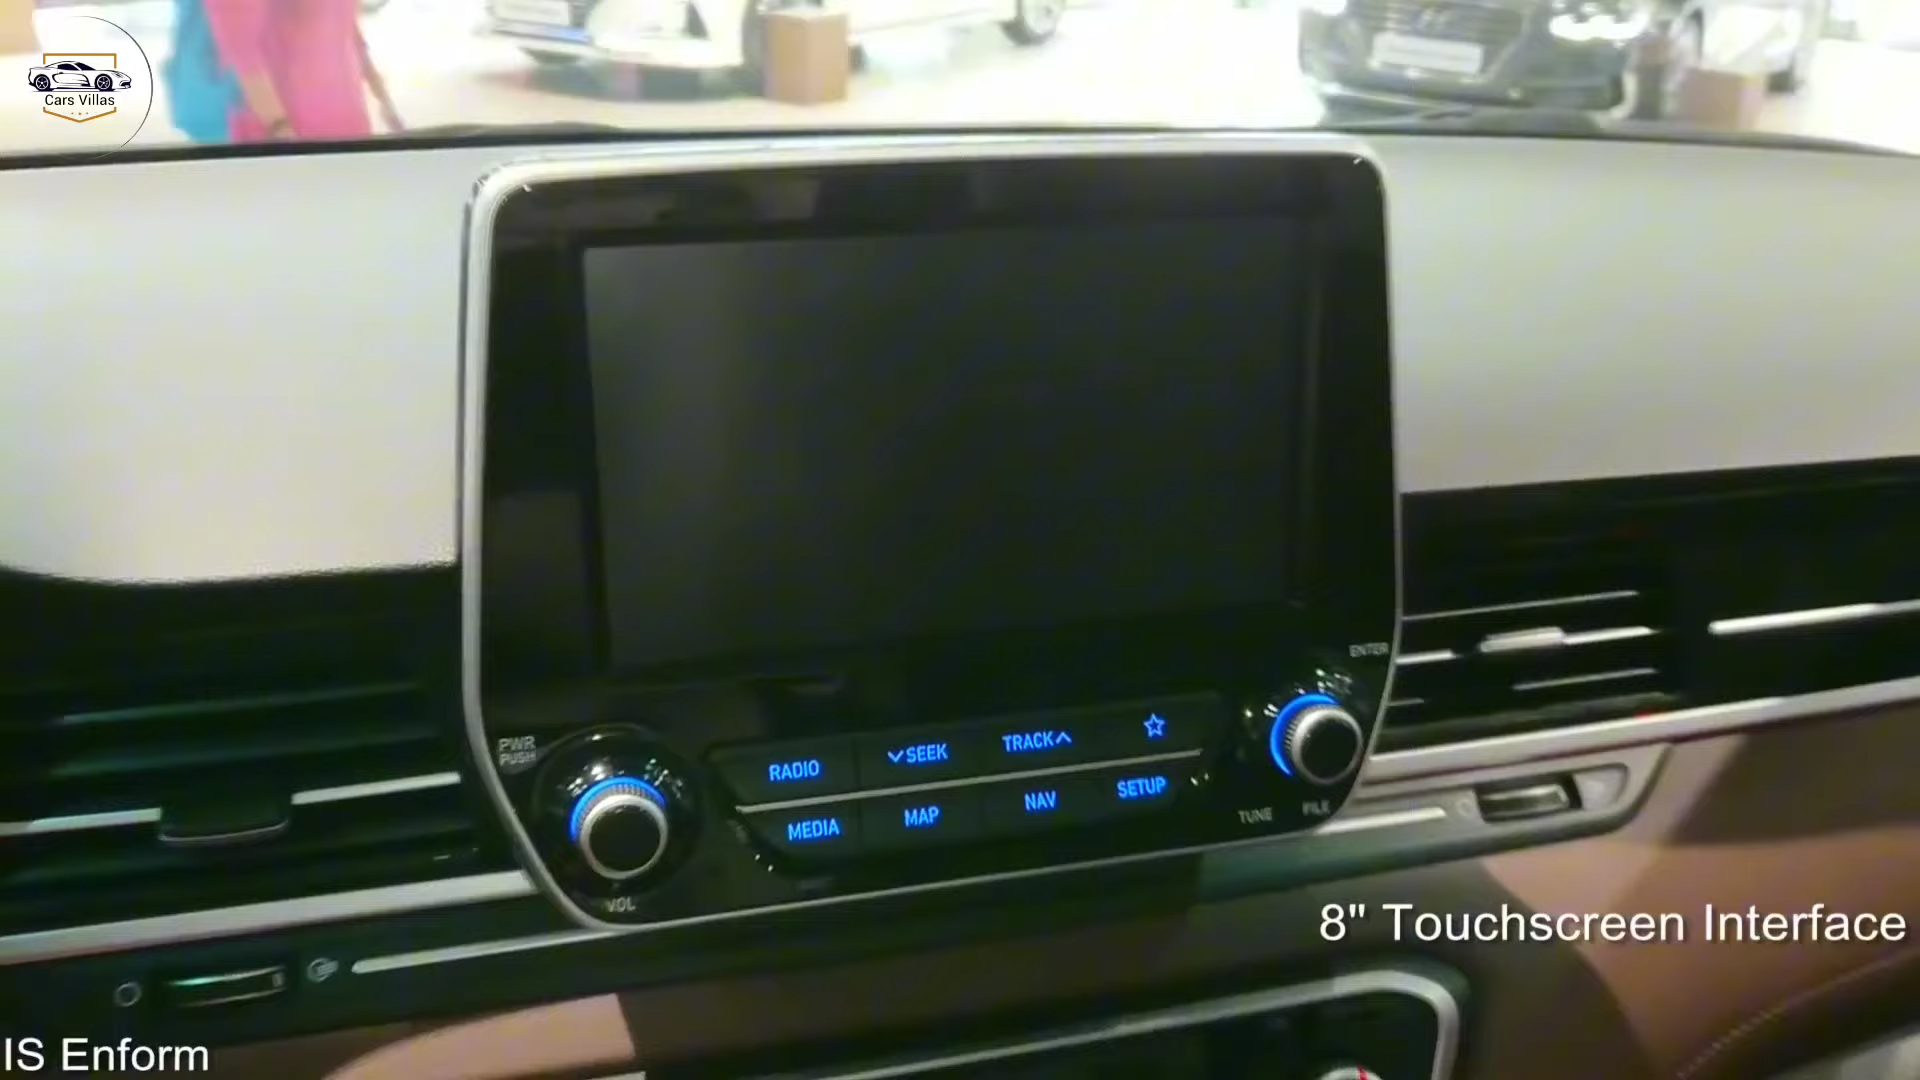 Cars Villas
ENTER
PWR
PUSH
RADIO
SEEK
TRACK
MEDIA
MAP
NAV
SETUP
TUNE
VOL
8" Touchscreen Interface
IS Enform